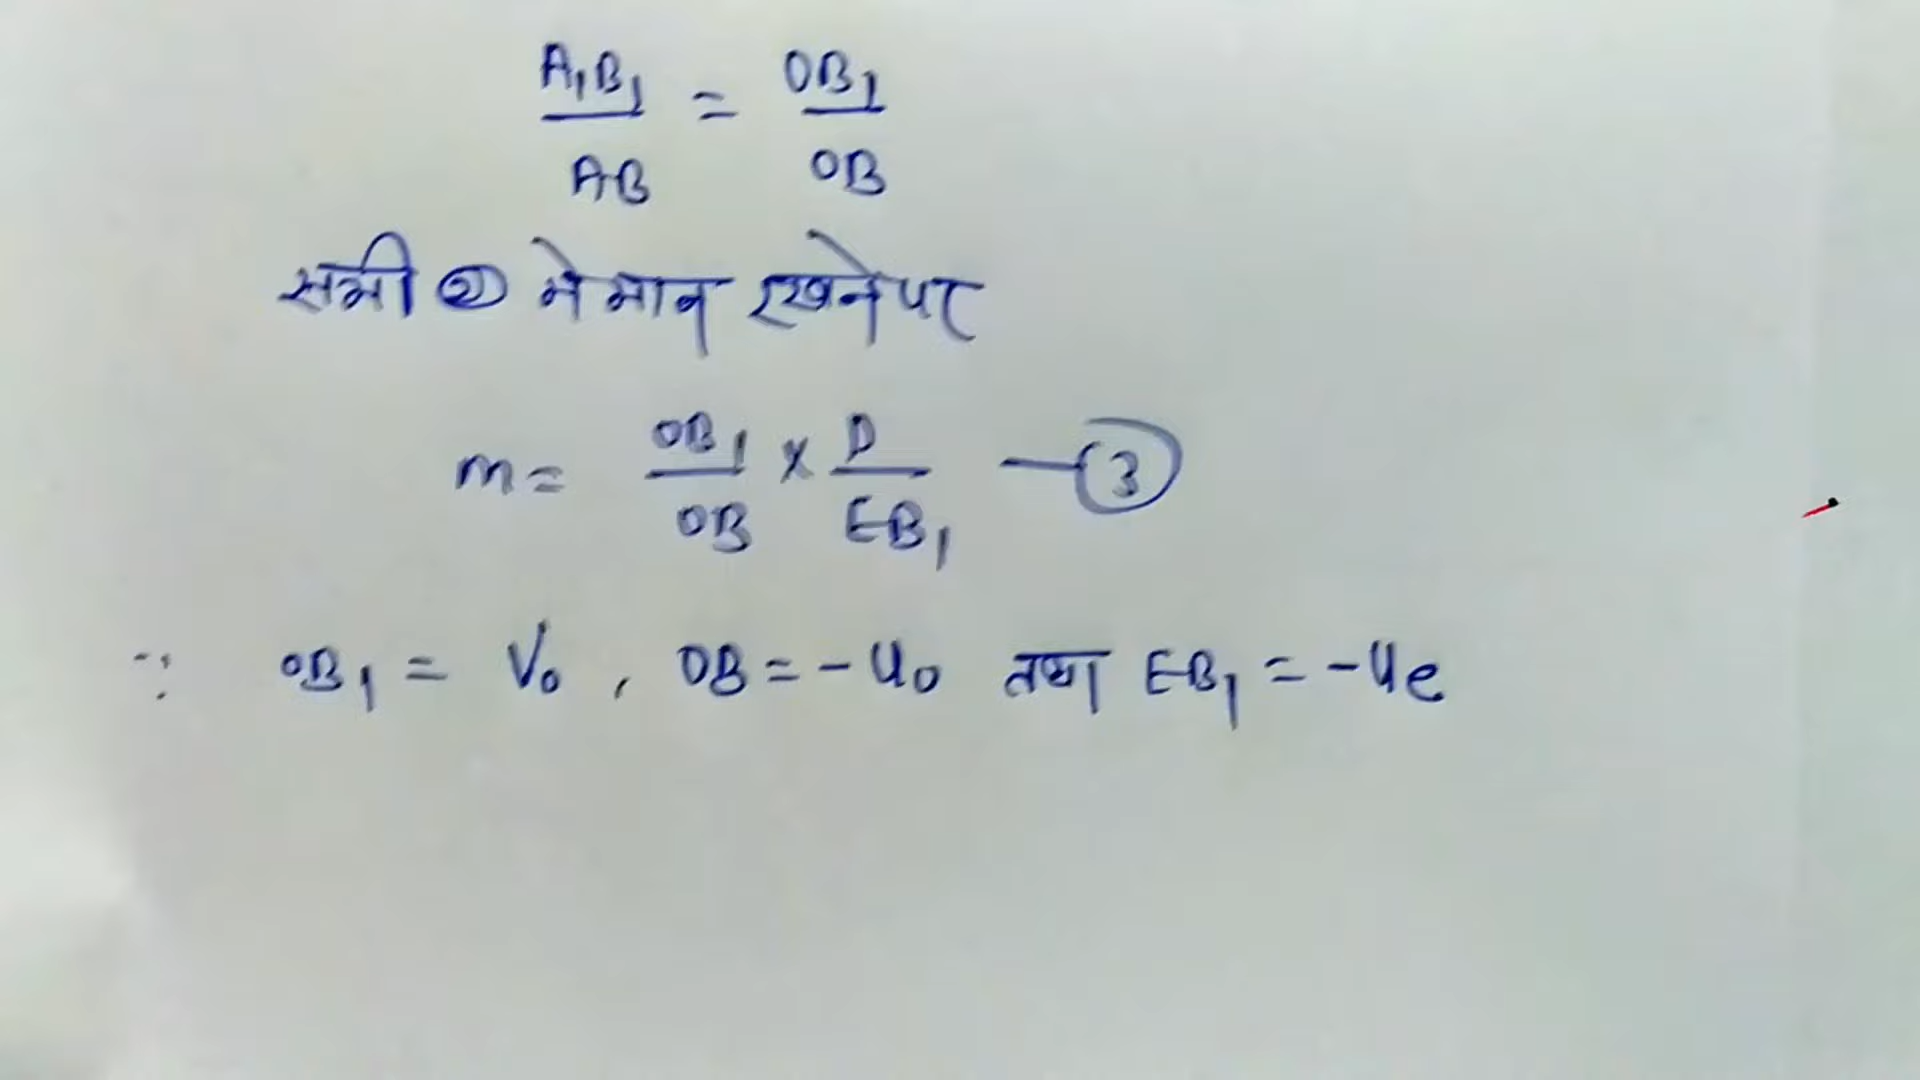 A₁B₁/AB = OB₁/OB
समी ② मे मान रखने पर
m = OB₁/OB × D/EB₁ — ③
∵ OB₁ = V₀ , OB = -u₀ तथा EB₁ = -ue